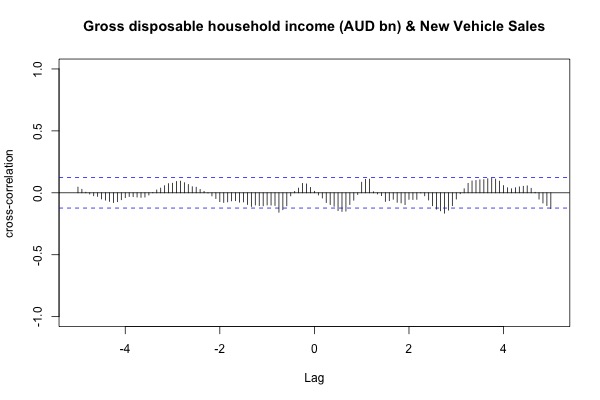 Gross disposable household income (AUD bn) & New Vehicle Sales
cross-correlation
1.0
0.5
0.0
-0.5
-1.0
-4 -2 0 2 4
Lag